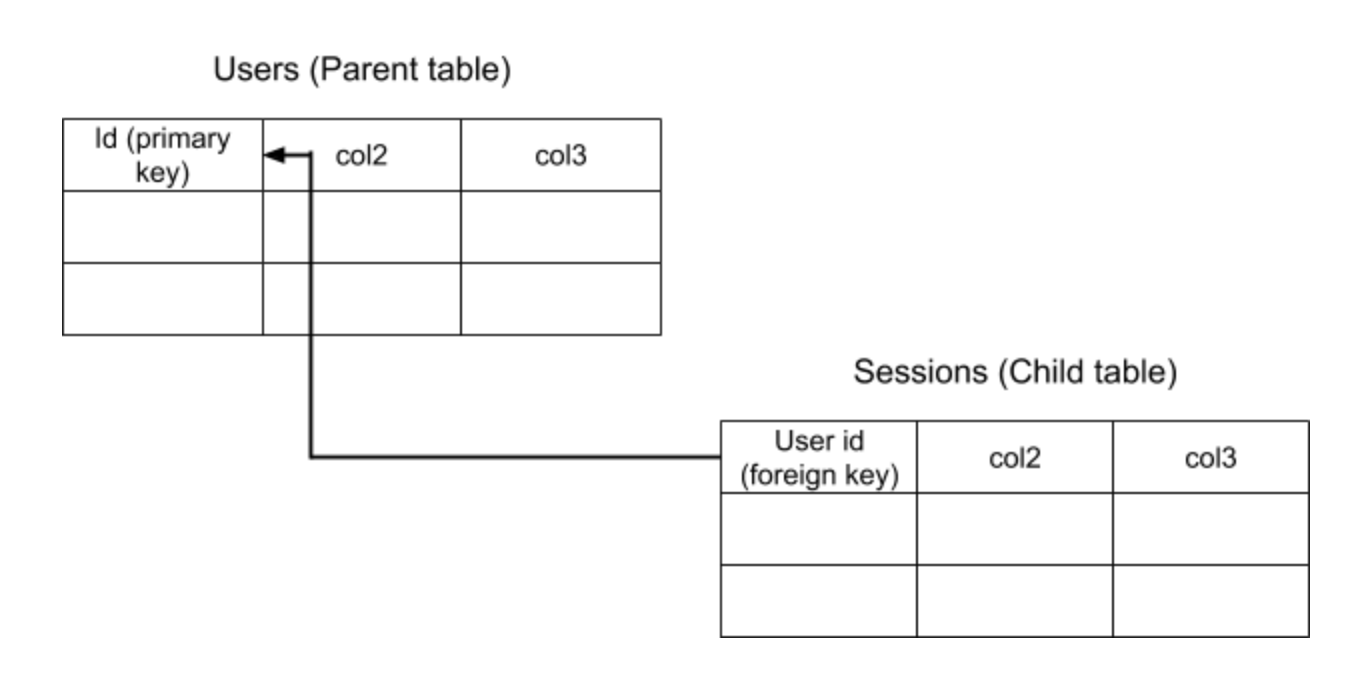 Users (Parent table)
Id (primary
key)
col2
col3
Sessions (Child table)
User id
(foreign key)
col2
col3